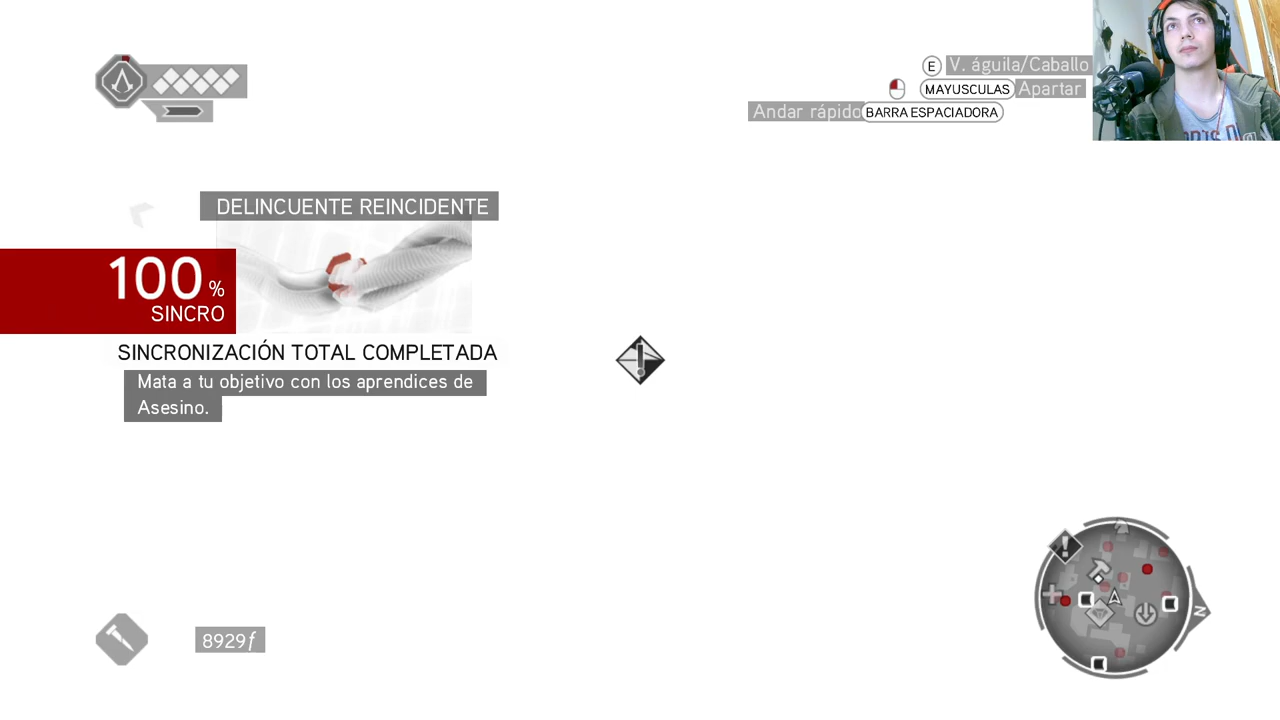 E V. águila/Caballo
MAYUSCULAS Apartar
Andar rápido BARRA ESPACIADORA
DELINCUENTE REINCIDENTE
100 %
SINCRO
SINCRONIZACIÓN TOTAL COMPLETADA
Mata a tu objetivo con los aprendices de
Asesino.
8929ƒ
N